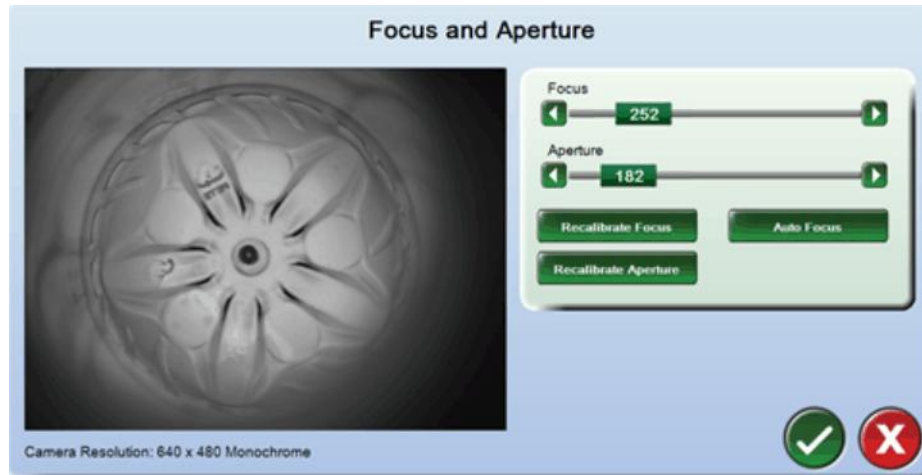 Focus and Aperture
Focus
252
Aperture
182
Recalibrate Focus
Auto Focus
Recalibrate Aperture
Camera Resolution: 640 x 480 Monochrome